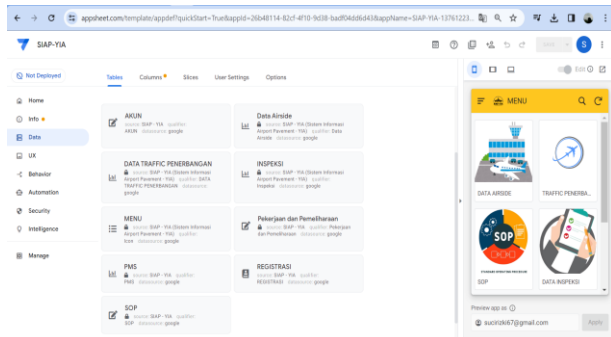 appsheet.com/template/appdef?quickStart=True&appId=26b48114-82cf-4f10-9d38-badf04dd6d43&appName=SIAP-YIA-13761223...
SIAP-YIA
S
Not Deployed
Tables Columns Slices User Settings Options
Edit
Home
Info
Data
UX
Behavior
Automation
Security
Intelligence
Manage
AKUN
source: SIAP - YIA qualifier:
AKUN datasource: google
Data Airside
source: SIAP - YIA (Sistem Informasi
Airport Pavement - YIA) qualifier: Data
Airside datasource: google
DATA TRAFFIC PENERBANGAN
source: SIAP - YIA (Sistem Informasi
Airport Pavement - YIA) qualifier: DATA
TRAFFIC PENERBANGAN datasource:
google
INSPEKSI
source: SIAP - YIA (Sistem Informasi
Airport Pavement - YIA) qualifier:
Inspeksi datasource: google
MENU
source: SIAP - YIA (Sistem Informasi
Airport Pavement - YIA) qualifier:
Icon datasource: google
Pekerjaan dan Pemeliharaan
source: SIAP - YIA qualifier: Pekerjaan
dan Pemeliharaan datasource: google
PMS
source: SIAP - YIA qualifier:
PMS datasource: google
REGISTRASI
source: SIAP - YIA qualifier:
REGISTRASI datasource: google
SOP
source: SIAP - YIA qualifier:
SOP datasource: google
MENU
DATA AIRSIDE
TRAFFIC PENERBA...
SOP
STANDARD OPERATING PROCEDURE
SOP
DATA INSPEKSI
Preview app as
sucirizki67@gmail.com
Apply